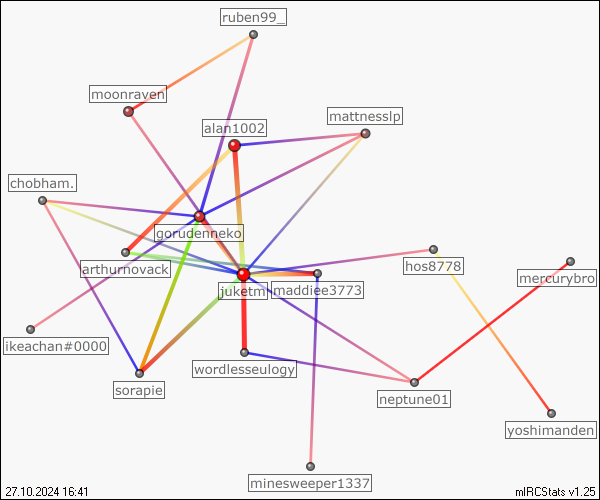 ruben99_
moonraven
mattnesslp
alan1002
chobham.
gorudenneko
arthurnovack
hos8778
mercurybro
juketm
maddiee3773
ikeachan#0000
wordlesseulogy
sorapie
neptune01
yoshimanden
minesweeper1337
27.10.2024 16:41
mIRCStats v1.25